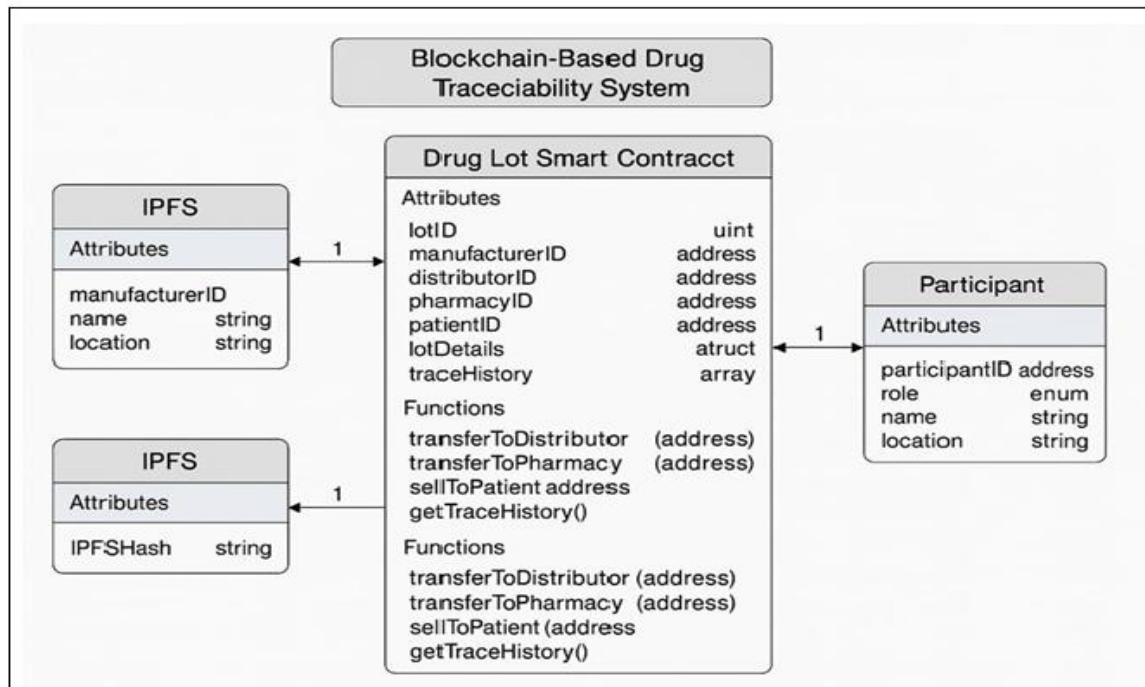 Blockchain-Based Drug
Traceciability System
IPFS
Attributes
manufacturerID
name string
location string
1
IPFS
Attributes
IPFSHash string
1
Drug Lot Smart Contracct
Attributes
lotID uint
manufacturerID address
distributorID address
pharmacyID address
patientID address
lotDetails atruct
traceHistory array
Functions
transferToDistributor (address)
transferToPharmacy (address)
sellToPatient address
getTraceHistory()
Functions
transferToDistributor (address)
transferToPharmacy (address)
sellToPatient (address
getTraceHistory()
1
Participant
Attributes
participantID address
role enum
name string
location string